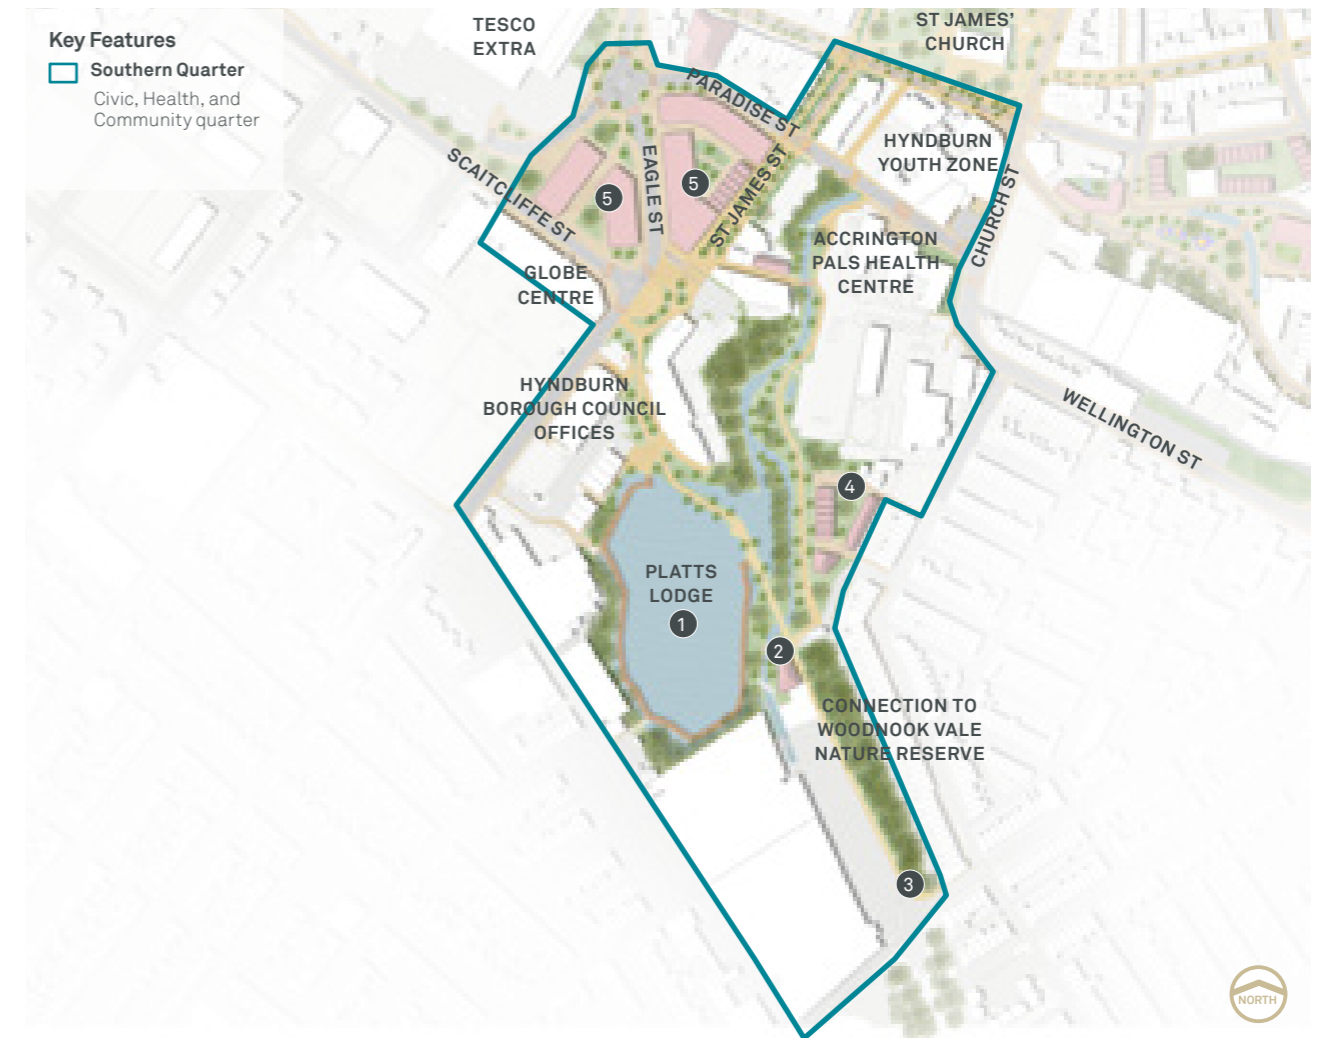 Key Features
Southern Quarter
Civic, Health, and
Community quarter
TESCO
EXTRA
ST JAMES'
CHURCH
PARADISE ST
HYNDBURN
YOUTH ZONE
EAGLE ST
SCAITCLIFFE ST
5
5
ST JAMES ST
CHURCH ST
ACCRINGTON
PALS HEALTH
CENTRE
GLOBE
CENTRE
HYNDBURN
BOROUGH COUNCIL
OFFICES
WELLINGTON ST
4
PLATTS
LODGE
1
2
CONNECTION TO
WOODNOOK VALE
NATURE RESERVE
3
NORTH